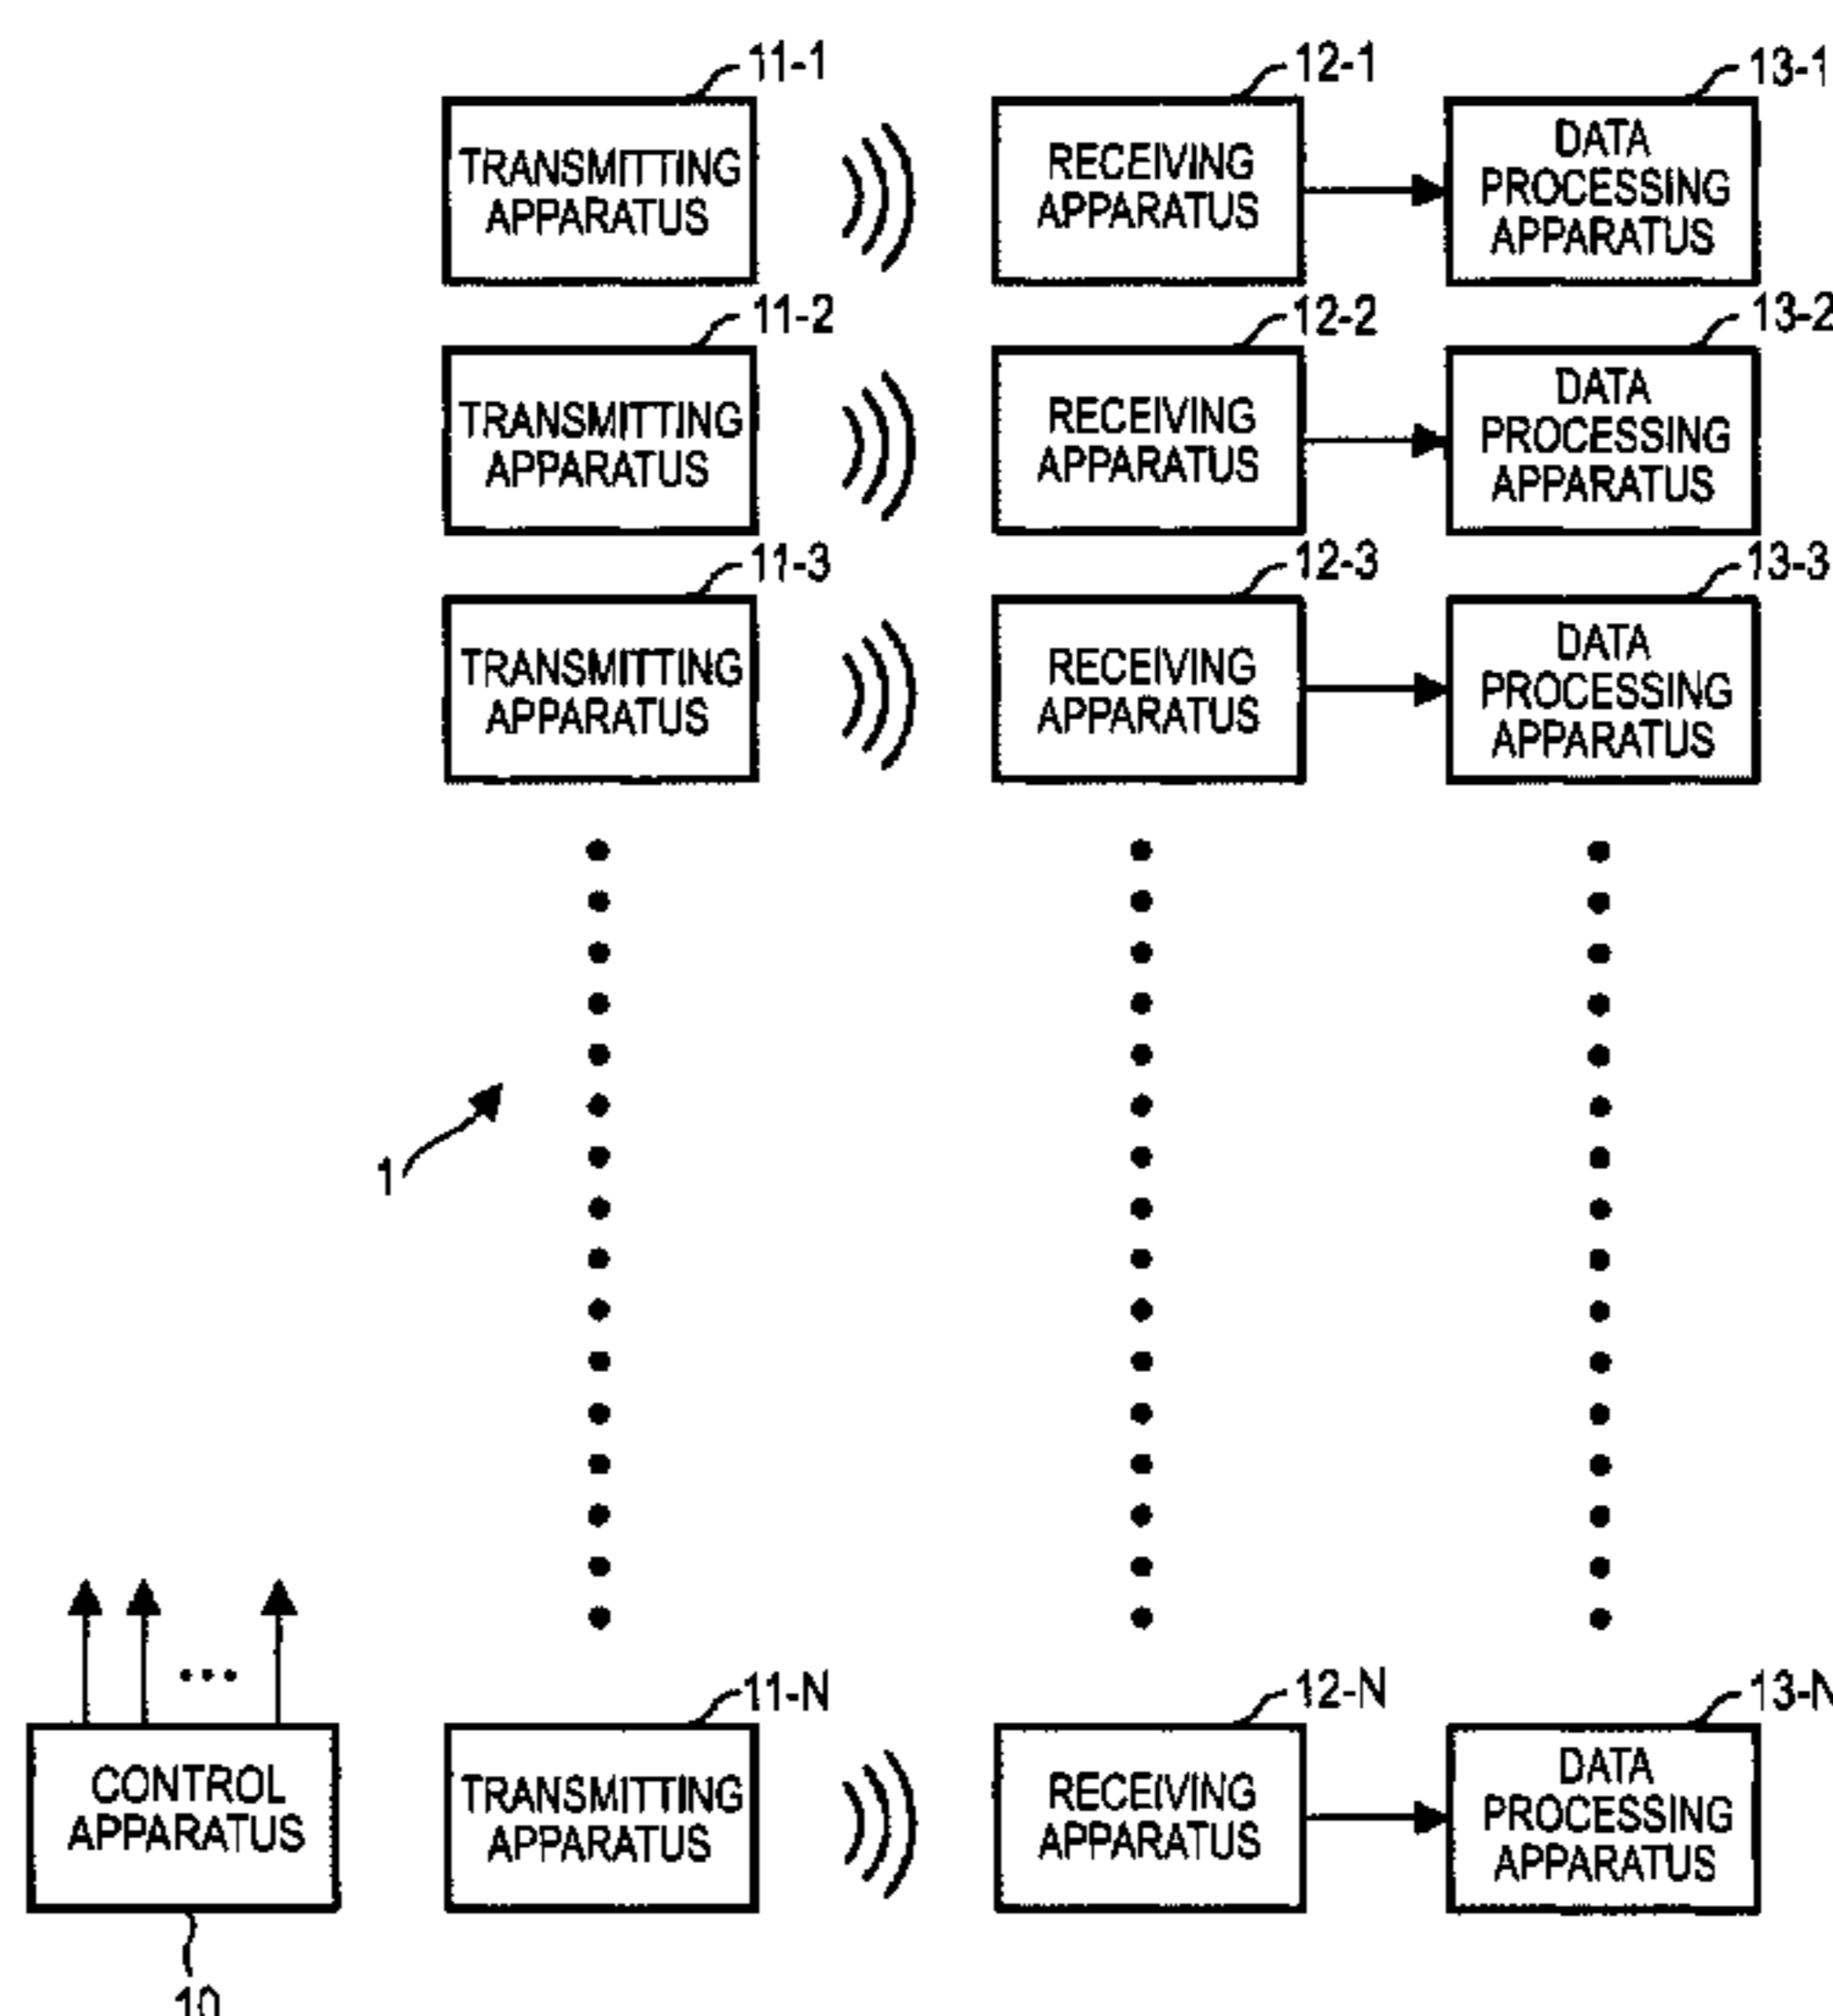 11-1
12-1
13-1
TRANSMITTING
APPARATUS
RECEIVING
APPARATUS
DATA
PROCESSING
APPARATUS
11-2
12-2
13-2
TRANSMITTING
APPARATUS
RECEIVING
APPARATUS
DATA
PROCESSING
APPARATUS
11-3
12-3
13-3
TRANSMITTING
APPARATUS
RECEIVING
APPARATUS
DATA
PROCESSING
APPARATUS
1
11-N
12-N
13-N
CONTROL
APPARATUS
TRANSMITTING
APPARATUS
RECEIVING
APPARATUS
DATA
PROCESSING
APPARATUS
10